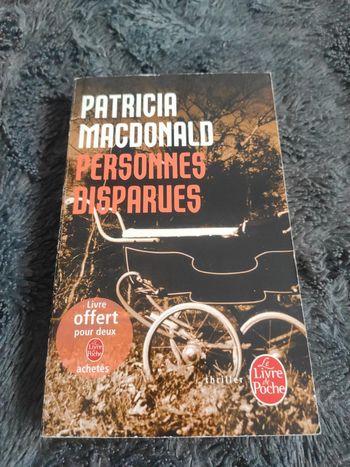 PATRICIA
MACDONALD
PERSONNES
DISPARUES
Livre
offert
pour deux
Le Livre
de Poche
achetés
thriller
Le
Livre
de
Poche